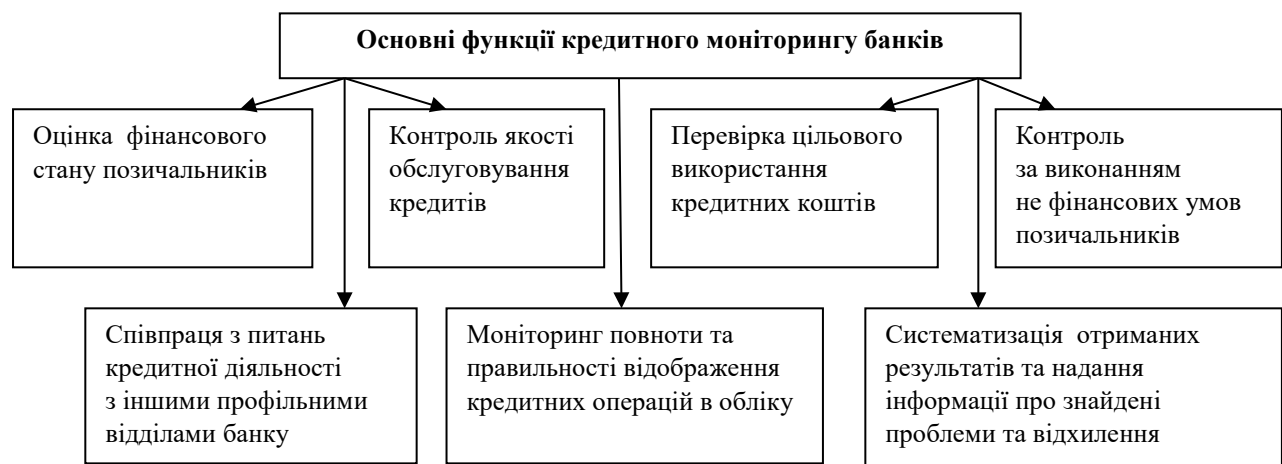 Основні функції кредитного моніторингу банків
Оцінка фінансового
стану позичальників
Контроль якості
обслуговування
кредитів
Перевірка цільового
використання
кредитних коштів
Контроль
за виконанням
не фінансових умов
позичальників
Співпраця з питань
кредитної діяльності
з іншими профільними
відділами банку
Моніторинг повноти та
правильності відображення
кредитних операцій в обліку
Систематизація отриманих
результатів та надання
інформації про знайдені
проблеми та відхилення